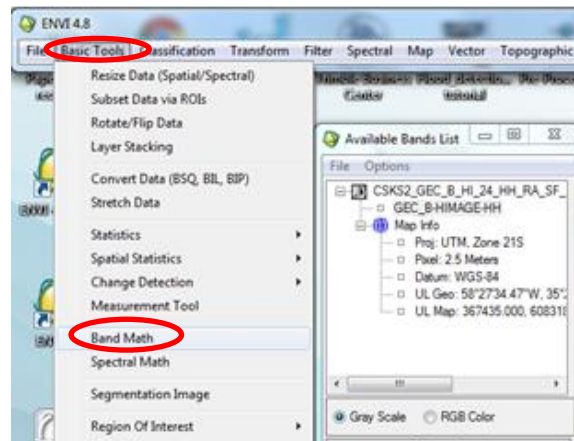 ENVI 4.8
File Basic Tools Classification Transform Filter Spectral Map Vector Topographic
Resize Data (Spatial/Spectral)
Subset Data via ROIs
Rotate/Flip Data
Layer Stacking
Convert Data (BSQ, BIL, BIP)
Stretch Data
Statistics
Spatial Statistics
Change Detection
Measurement Tool
Band Math
Spectral Math
Segmentation Image
Region Of Interest
Center
tutorial
Available Bands List
File Options
CSKS2_GEC_B_HI_24_HH_RA_SF_
GEC_B-HIMAGE-HH
Map Info
Proj: UTM, Zone 21S
Pixel: 2.5 Meters
Datum: WGS-84
UL Geo: 58°27'34.47"W, 35°
UL Map: 367435.000, 608318
Gray Scale RGB Color